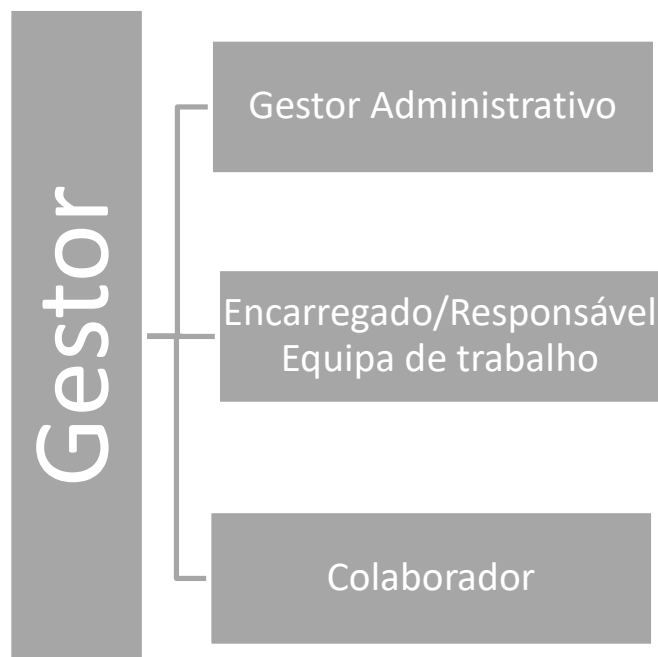 Gestor
Gestor Administrativo
Encarregado/Responsável
Equipa de trabalho
Colaborador